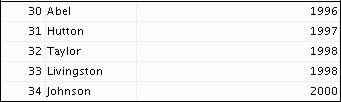 30 Abel 1996
31 Hutton 1997
32 Taylor 1998
33 Livingston 1998
34 Johnson 2000